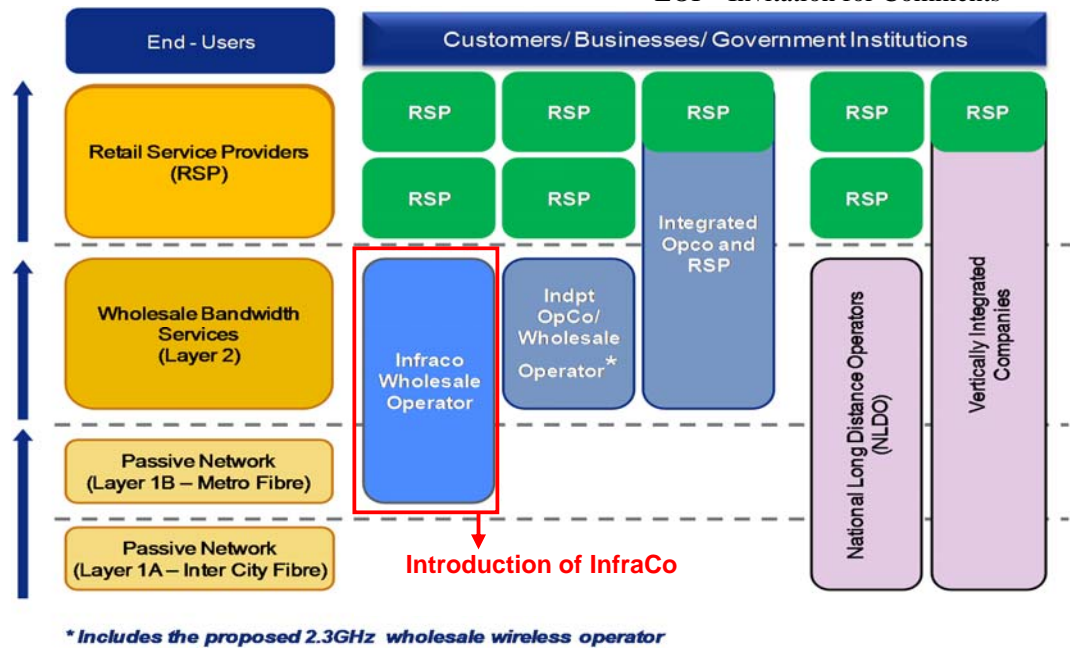 End - Users
Customers/ Businesses/ Government Institutions
Retail Service Providers
(RSP)
RSP
RSP
RSP
RSP
RSP
RSP
RSP
RSP
RSP
Integrated
Opco and
RSP
Wholesale Bandwidth
Services
(Layer 2)
Infraco
Wholesale
Operator
Indpt
OpCo/
Wholesale
Operator*
National Long Distance Operators
(NLDO)
Vertically Integrated
Companies
Passive Network
(Layer 1B – Metro Fibre)
Passive Network
(Layer 1A – Inter City Fibre)
Introduction of InfraCo
* Includes the proposed 2.3GHz wholesale wireless operator